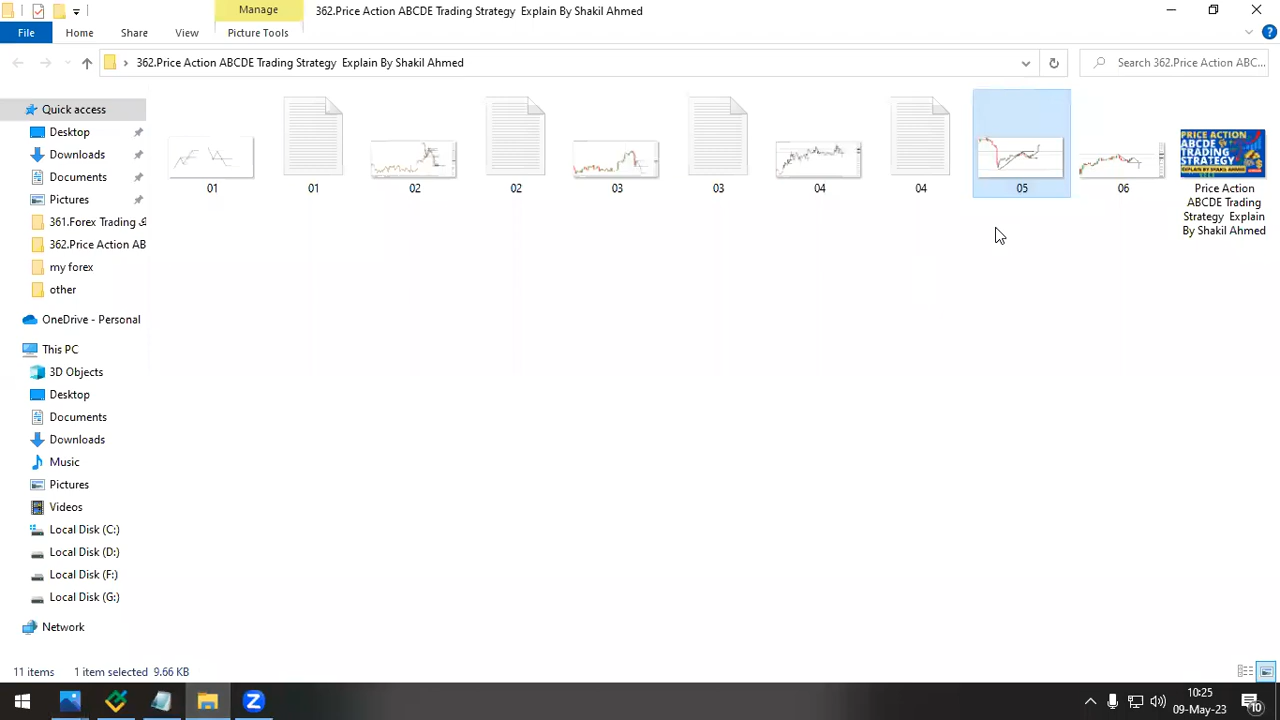 Manage
362.Price Action ABCDE Trading Strategy  Explain By Shakil Ahmed
File
Home
Share
View
Picture Tools
362.Price Action ABCDE Trading Strategy  Explain By Shakil Ahmed
Search 362.Price Action ABC...
Quick access
Desktop
Downloads
Documents
Pictures
361.Forex Trading
362.Price Action AB
my forex
other
OneDrive - Personal
This PC
3D Objects
Desktop
Documents
Downloads
Music
Pictures
Videos
Local Disk (C:)
Local Disk (D:)
Local Disk (F:)
Local Disk (G:)
Network
01
01
02
02
03
03
04
04
05
06
PRICE ACTION
ABCDE
TRADING
STRATEGY
EXPLAIN BY SHAKIL AHMED
Price Action
ABCDE Trading
Strategy  Explain
By Shakil Ahmed
11 items
1 item selected  9.66 KB
10:25
09-May-23
10